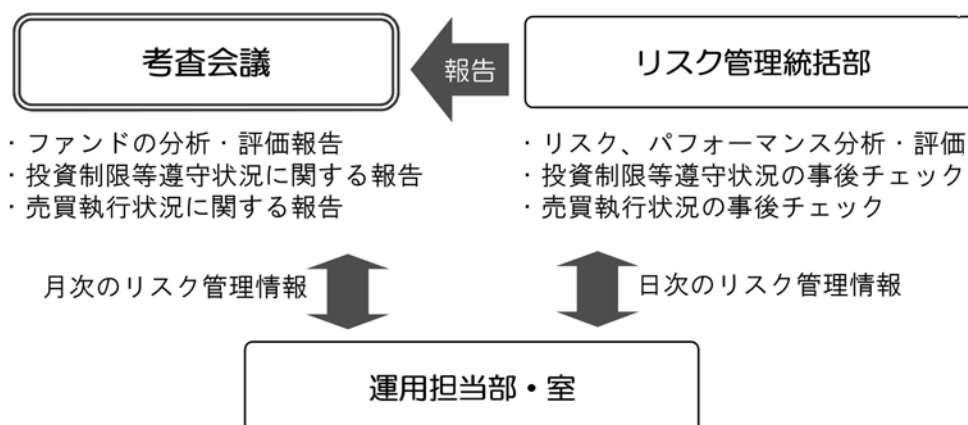 考査会議
報告
リスク管理統括部
・ファンドの分析・評価報告
・投資制限等遵守状況に関する報告
・売買執行状況に関する報告
・リスク、パフォーマンス分析・評価
・投資制限等遵守状況の事後チェック
・売買執行状況の事後チェック
月次のリスク管理情報
日次のリスク管理情報
運用担当部・室